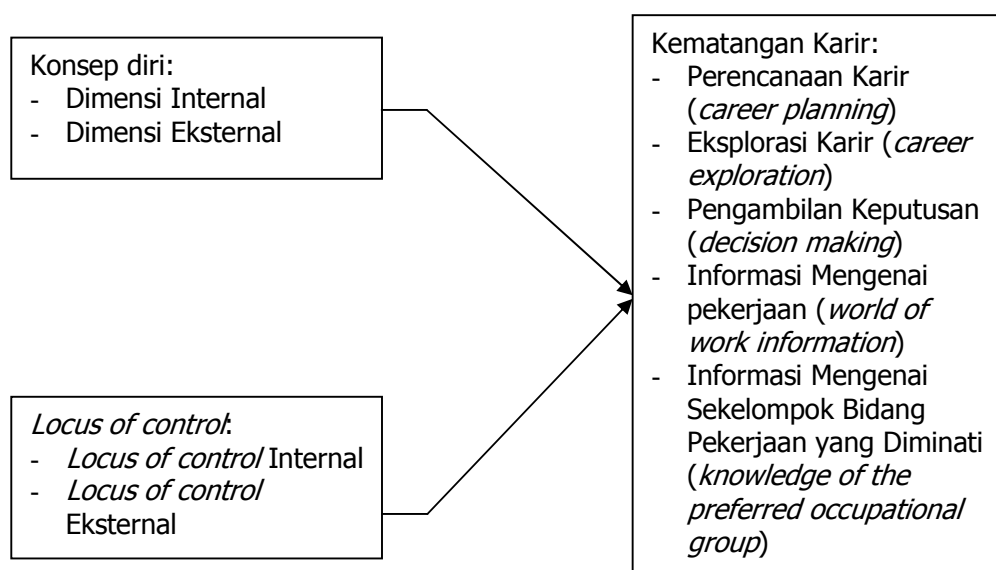 Konsep diri:
- Dimensi Internal
- Dimensi Eksternal
Locus of control:
- Locus of control Internal
- Locus of control
Eksternal
Kematangan Karir:
- Perencanaan Karir
(career planning)
- Eksplorasi Karir (career
exploration)
- Pengambilan Keputusan
(decision making)
- Informasi Mengenai
pekerjaan (world of
work information)
- Informasi Mengenai
Sekelompok Bidang
Pekerjaan yang Diminati
(knowledge of the
preferred occupational
group)